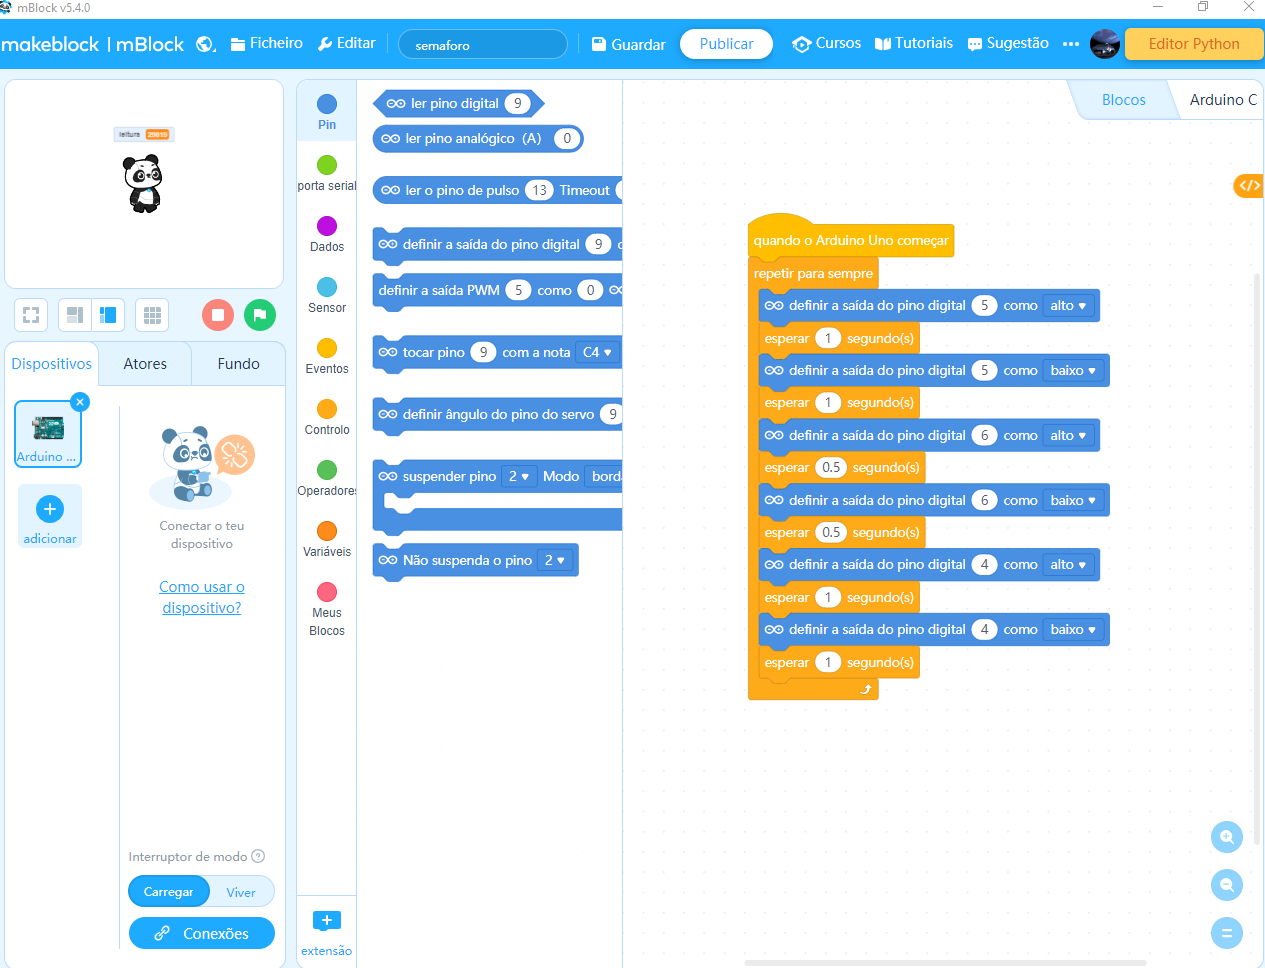 mBlock v5.4.0
makeblock | mBlock
Ficheiro
Editar
semaforo
Guardar
Publicar
Cursos
Tutoriais
Sugestão
Editor Python
leitura
Dispositivos
Atores
Fundo
Arduino ...
adicionar
Conectar o teu
dispositivo
Como usar o
dispositivo?
Interruptor de modo ?
Carregar
Viver
Conexões
Pin
porta serial
Dados
Sensor
Eventos
Controlo
Operadores
Variáveis
Meus
Blocos
extensão
ler pino digital 9
ler pino analógico (A) 0
ler o pino de pulso 13 Timeout
definir a saída do pino digital 9
definir a saída PWM 5 como 0
tocar pino 9 com a nota C4
definir ângulo do pino do servo 9
suspender pino 2 Modo bord
Não suspenda o pino 2
Blocos
Arduino C
</>
quando o Arduino Uno começar
repetir para sempre
definir a saída do pino digital 5 como alto
esperar 1 segundo(s)
definir a saída do pino digital 5 como baixo
esperar 1 segundo(s)
definir a saída do pino digital 6 como alto
esperar 0.5 segundo(s)
definir a saída do pino digital 6 como baixo
esperar 0.5 segundo(s)
definir a saída do pino digital 4 como alto
esperar 1 segundo(s)
definir a saída do pino digital 4 como baixo
esperar 1 segundo(s)